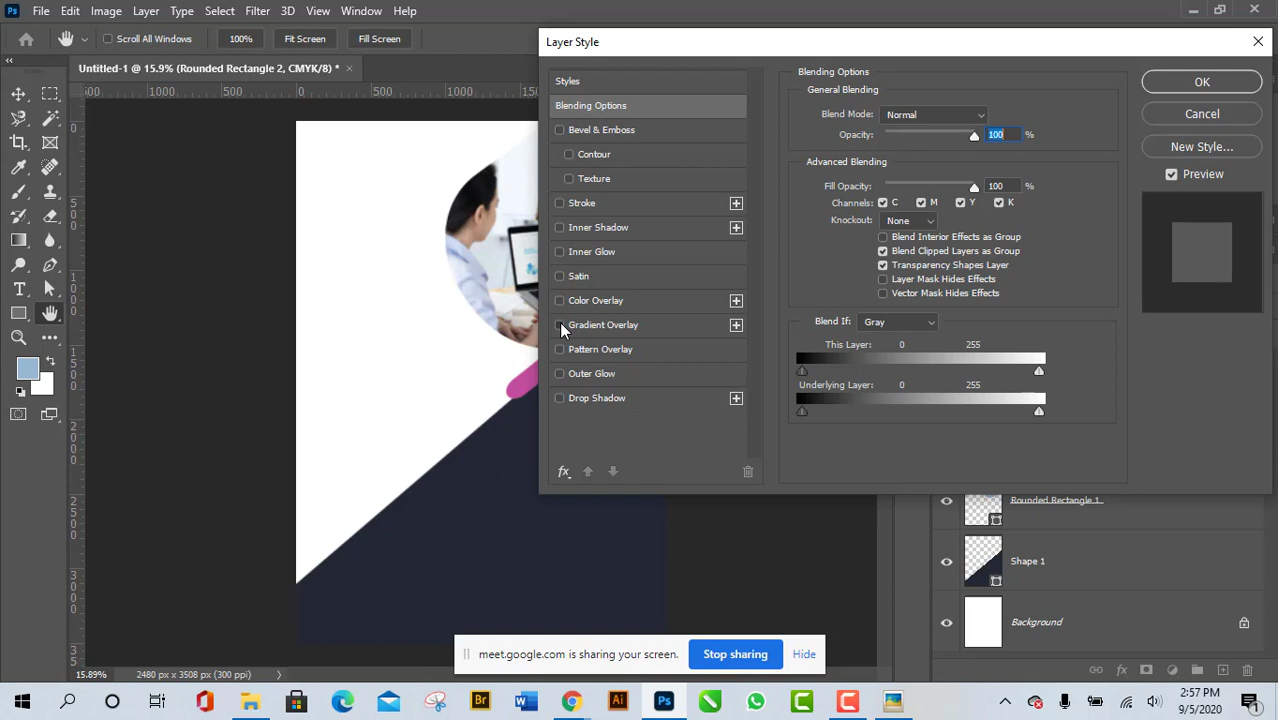 Ps File Edit Image Layer Type Select Filter 3D View Window Help
Scroll All Windows 100% Fit Screen Fill Screen
Untitled-1 @ 15.9% (Rounded Rectangle 2, CMYK/8) * ×
Layer Style
Styles
Blending Options
Bevel & Emboss
Contour
Texture
Stroke
Inner Shadow
Inner Glow
Satin
Color Overlay
Gradient Overlay
Pattern Overlay
Outer Glow
Drop Shadow
fx
Blending Options
General Blending
Blend Mode: Normal
Opacity: 100 %
Advanced Blending
Fill Opacity: 100 %
Channels: C M Y K
Knockout: None
Blend Interior Effects as Group
Blend Clipped Layers as Group
Transparency Shapes Layer
Layer Mask Hides Effects
Vector Mask Hides Effects
Blend If: Gray
This Layer: 0 255
Underlying Layer: 0 255
OK
Cancel
New Style...
Preview
Rounded Rectangle 1
Shape 1
Background
meet.google.com is sharing your screen. Stop sharing Hide
15.89% 2480 px x 3508 px (300 ppi)
2:57 PM
9/5/2020